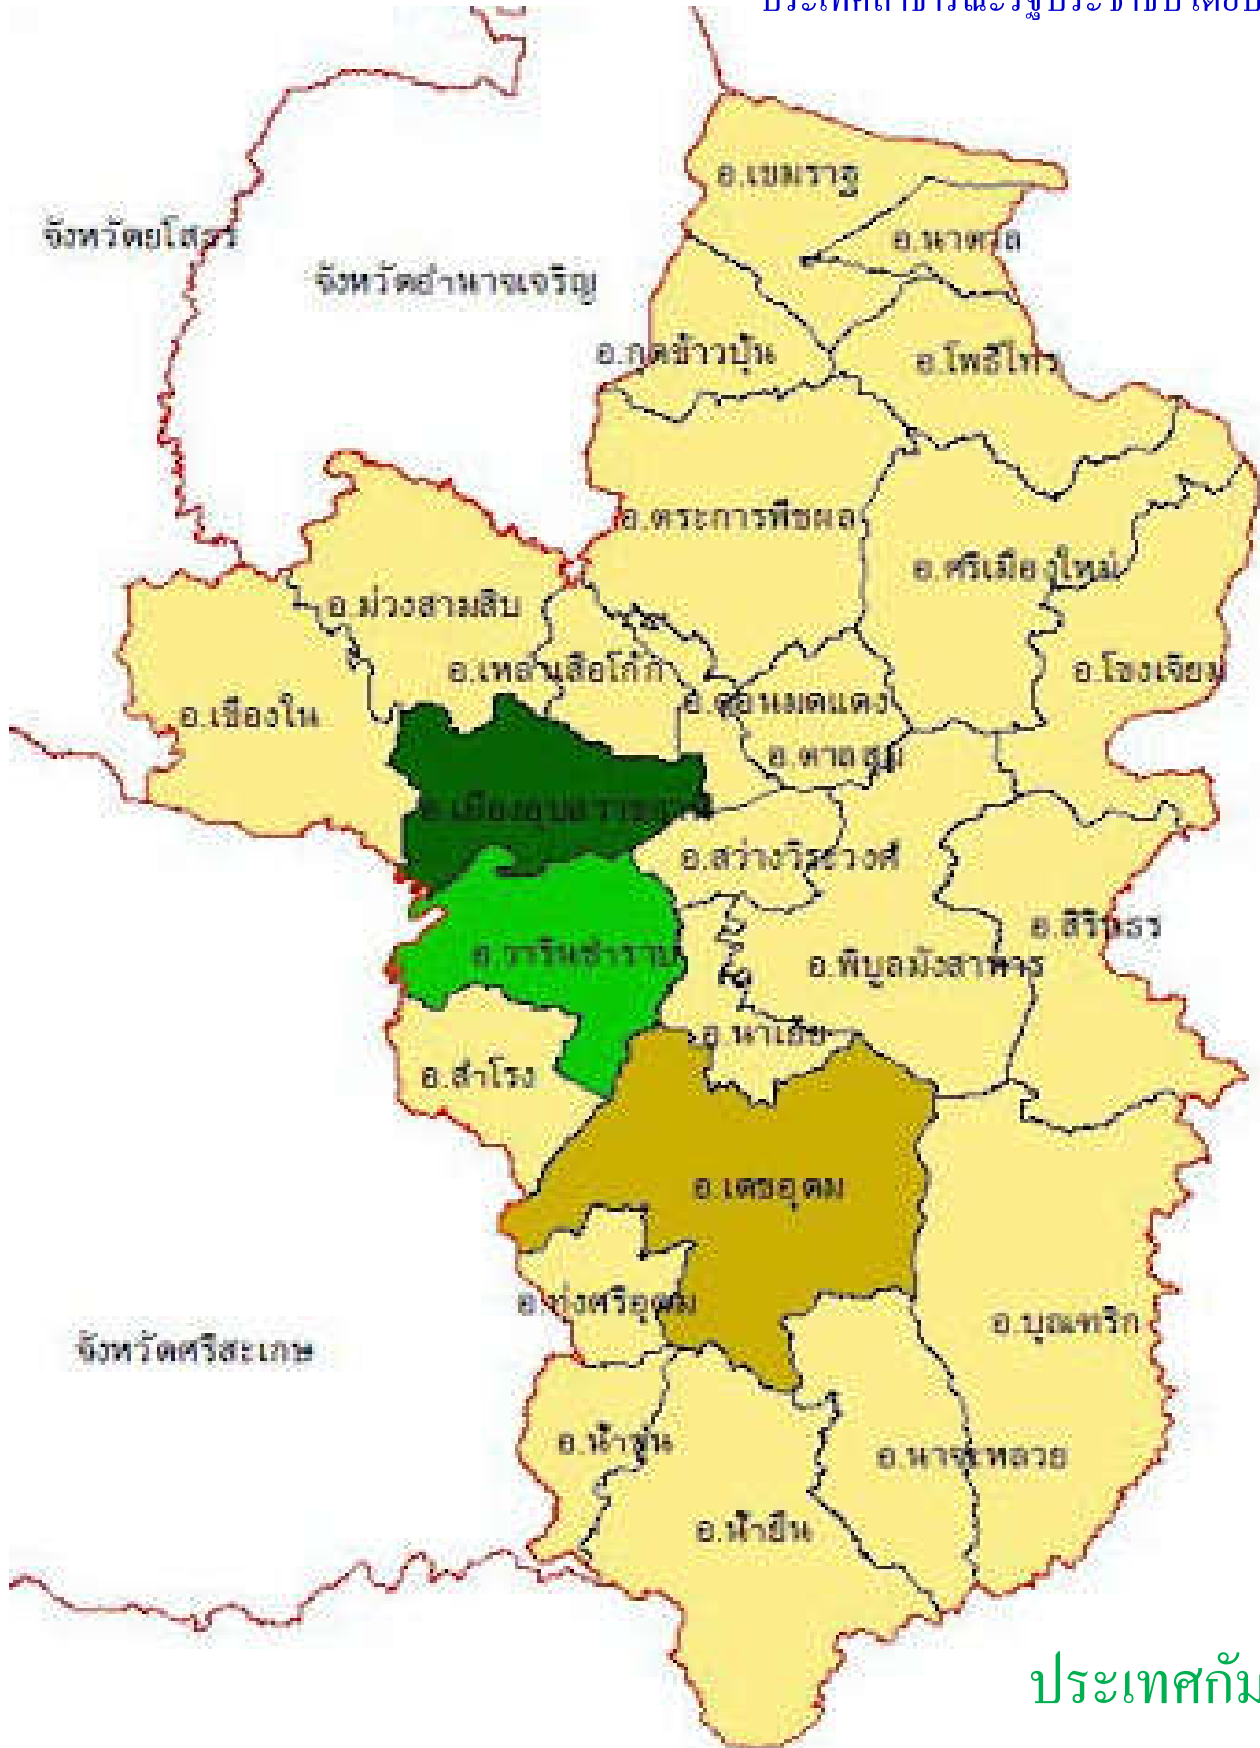 อ.เขมราฐ
จังหวัดยโสธร
อ.นาตาล
จังหวัดอำนาจเจริญ
อ.กุดข้าวปุ้น
อ.โพธิ์ไทร
อ.ตระการพืชผล
อ.ศรีเมืองใหม่
อ.ม่วงสามสิบ
อ.เหล่าเสือโก้ก
อ.โขงเจียม
อ.ดอนมดแดง
อ.เขื่องใน
อ.ตาลสุม
อ.เมืองอุบลราชธานี
อ.สว่างวีระวงศ์
อ.สิรินธร
อ.วารินชำราบ
อ.พิบูลมังสาหาร
อ.นาเยีย
อ.สำโรง
อ.เดชอุดม
อ.ทุ่งศรีอุดม
อ.บุณฑริก
จังหวัดศรีสะเกษ
อ.น้ำขุ่น
อ.นาจะหลวย
อ.น้ำยืน
ประเทศกัม